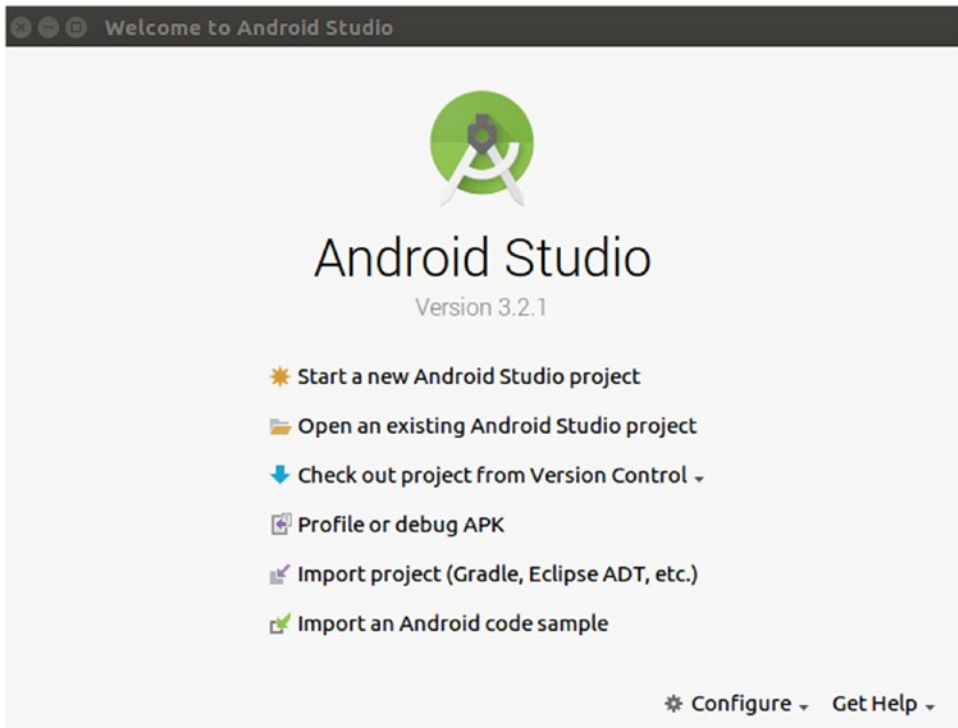 Welcome to Android Studio
Android Studio
Version 3.2.1
Start a new Android Studio project
Open an existing Android Studio project
Check out project from Version Control
Profile or debug APK
Import project (Gradle, Eclipse ADT, etc.)
Import an Android code sample
Configure
Get Help